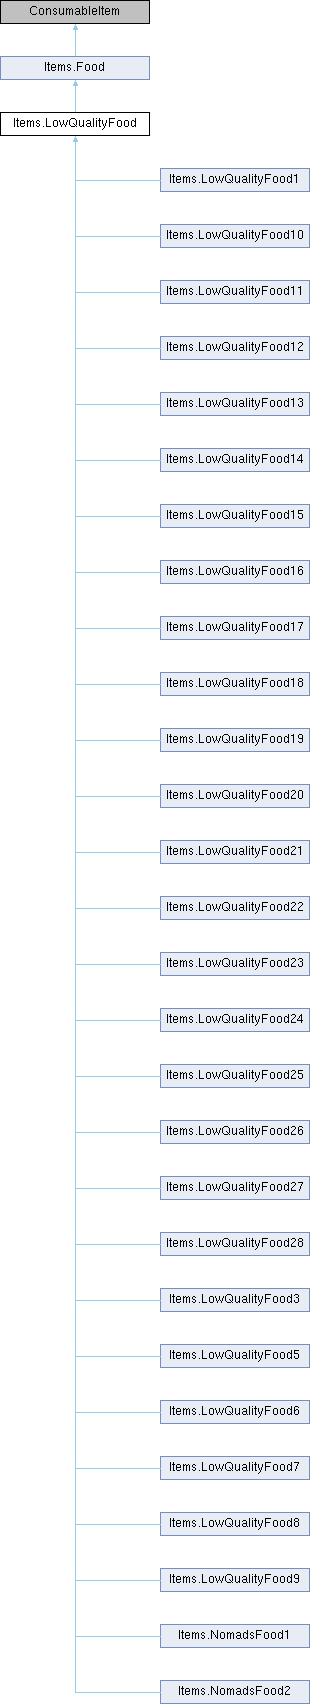 ConsumableItem
Items.Food
Items.LowQualityFood
Items.LowQualityFood1
Items.LowQualityFood10
Items.LowQualityFood11
Items.LowQualityFood12
Items.LowQualityFood13
Items.LowQualityFood14
Items.LowQualityFood15
Items.LowQualityFood16
Items.LowQualityFood17
Items.LowQualityFood18
Items.LowQualityFood19
Items.LowQualityFood20
Items.LowQualityFood21
Items.LowQualityFood22
Items.LowQualityFood23
Items.LowQualityFood24
Items.LowQualityFood25
Items.LowQualityFood26
Items.LowQualityFood27
Items.LowQualityFood28
Items.LowQualityFood3
Items.LowQualityFood5
Items.LowQualityFood6
Items.LowQualityFood7
Items.LowQualityFood8
Items.LowQualityFood9
Items.NomadsFood1
Items.NomadsFood2